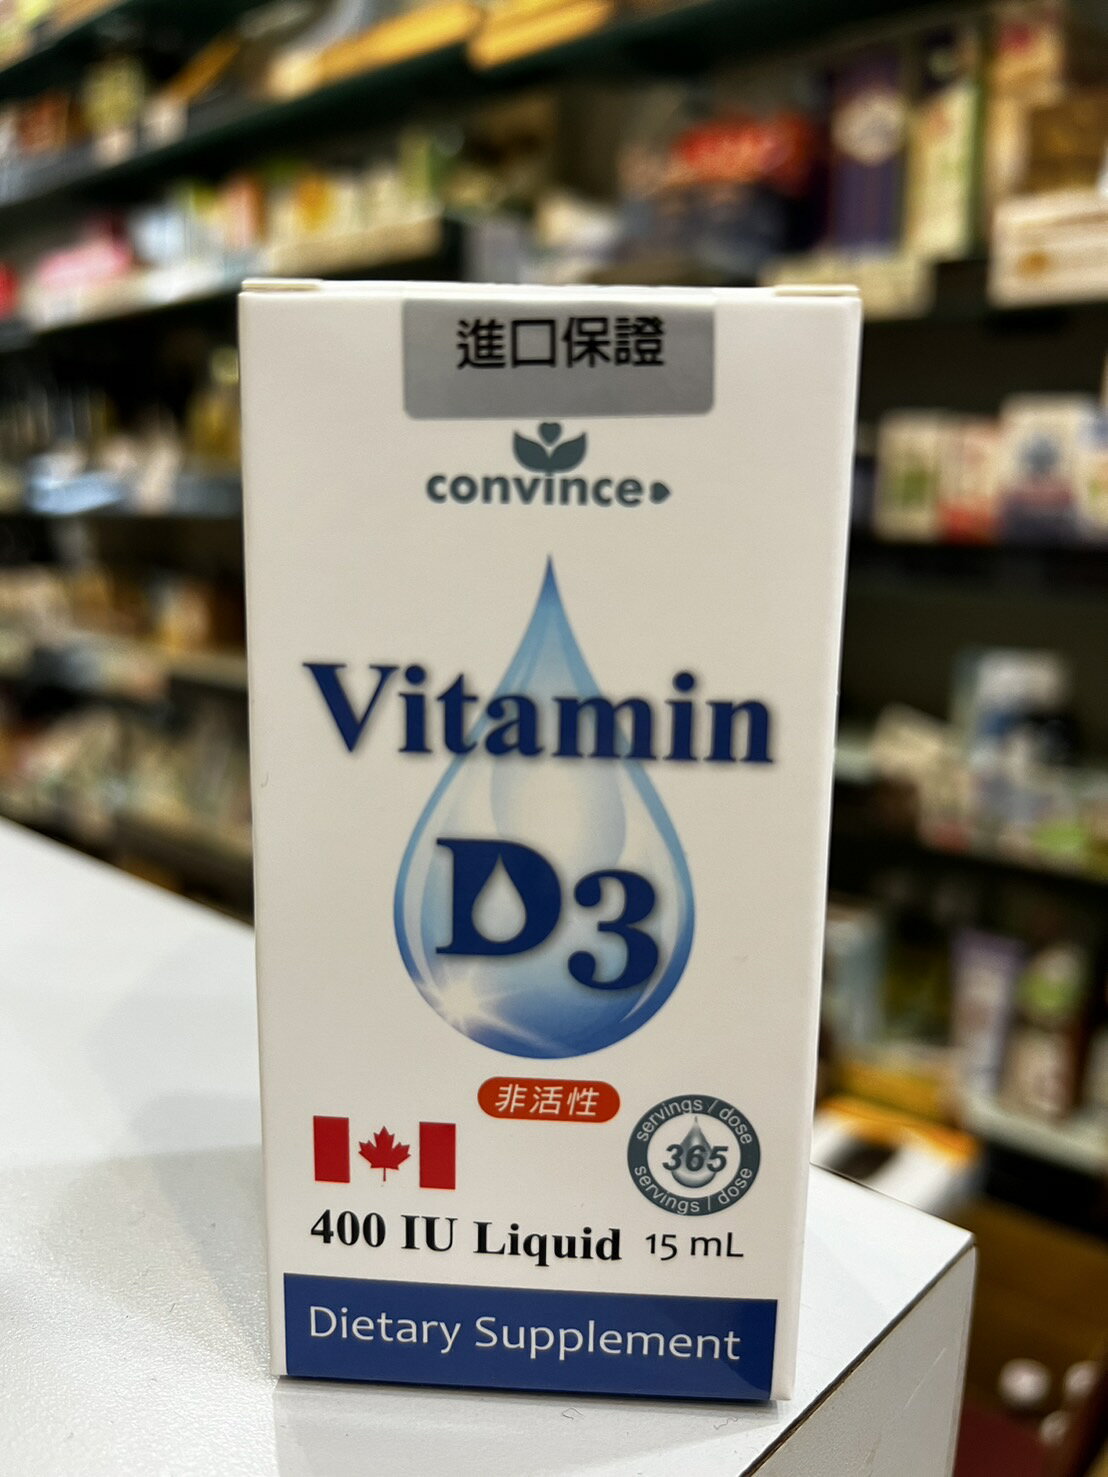 進口保證
convince
Vitamin
D3
非活性
servings / dose
365
servings / dose
400 IU Liquid 15 mL
Dietary Supplement